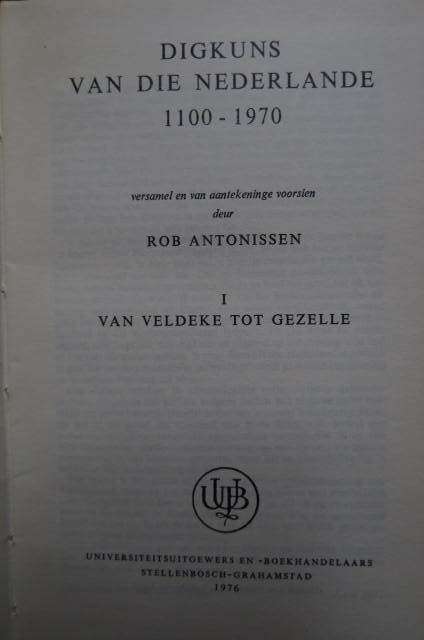 DIGKUNS
VAN DIE NEDERLANDE
1100 - 1970
versamel en van aantekeninge voorsien
deur
ROB ANTONISSEN
I
VAN VELDEKE TOT GEZELLE
UUB
UNIVERSITEITSUITGEWERS EN -BOEKHANDELAARS
STELLENBOSCH-GRAHAMSTAD
1976